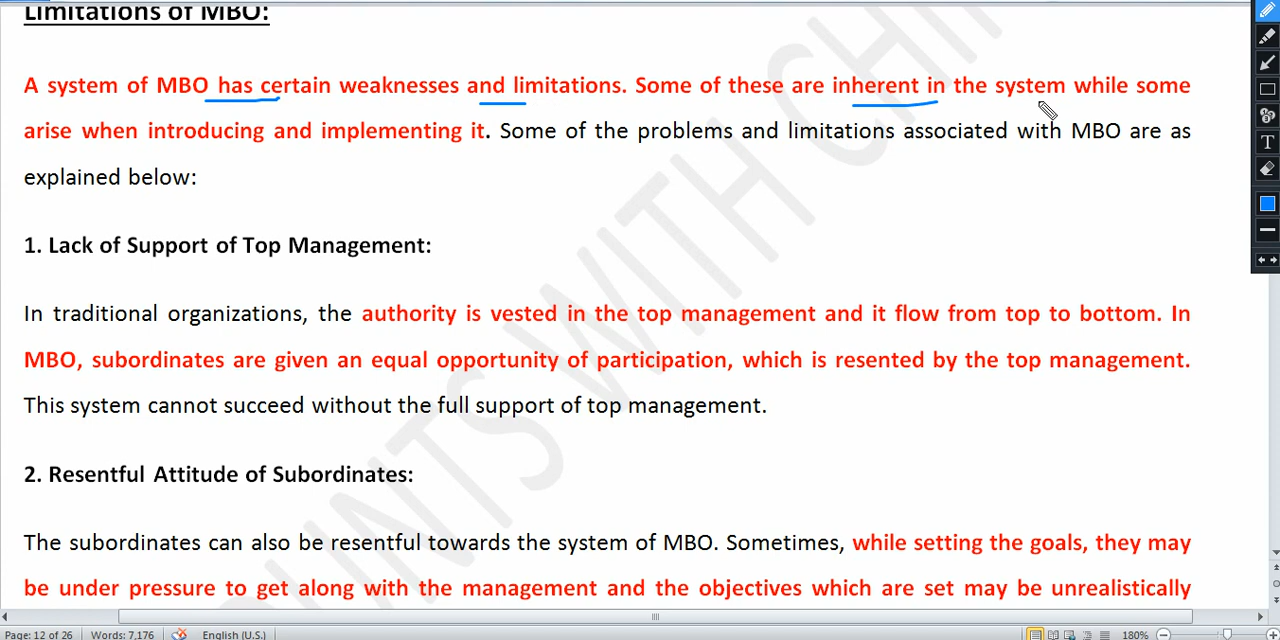 Limitations of MBO:
A system of MBO has certain weaknesses and limitations. Some of these are inherent in the system while some
arise when introducing and implementing it. Some of the problems and limitations associated with MBO are as
explained below:
1. Lack of Support of Top Management:
In traditional organizations, the authority is vested in the top management and it flow from top to bottom. In
MBO, subordinates are given an equal opportunity of participation, which is resented by the top management.
This system cannot succeed without the full support of top management.
2. Resentful Attitude of Subordinates:
The subordinates can also be resentful towards the system of MBO. Sometimes, while setting the goals, they may
be under pressure to get along with the management and the objectives which are set may be unrealistically
Page: 12 of 26 Words: 7,176 English (U.S.) 180%
T